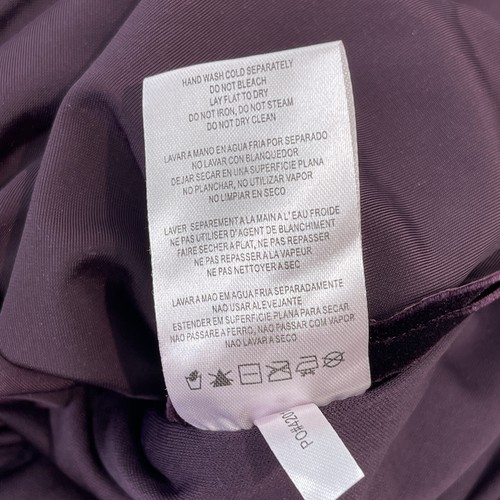 HAND WASH COLD SEPARATELY
DO NOT BLEACH
LAY FLAT TO DRY
DO NOT IRON, DO NOT STEAM
DO NOT DRY CLEAN
LAVAR A MANO EN AGUA FRIA POR SEPARADO
NO LAVAR CON BLANQUEDOR
DEJAR SECAR EN UNA SUPERFICIE PLANA
NO PLANCHAR, NO UTILIZAR VAPOR
NO LIMPIAR EN SECO
LAVER SEPAREMENT A LA MAIN A L'EAU FROIDE
NE PAS UTILISER D'AGENT DE BLANCHIMENT
FAIRE SECHER A PLAT, NE PAS REPASSER
NE PAS REPASSER A LA VAPEUR
NE PAS NETTOYER A SEC
LAVAR A MAO EM AGUA FRIA SEPARADAMENTE
NAO USAR ALEVEJANTE
ESTENDER EM SUPERFICIE PLANA PARA SECAR.
NAO PASSAR E A FERRO, NAO PASSAR COM VAPOR
NAO LAVAR A SECO
PO#4420